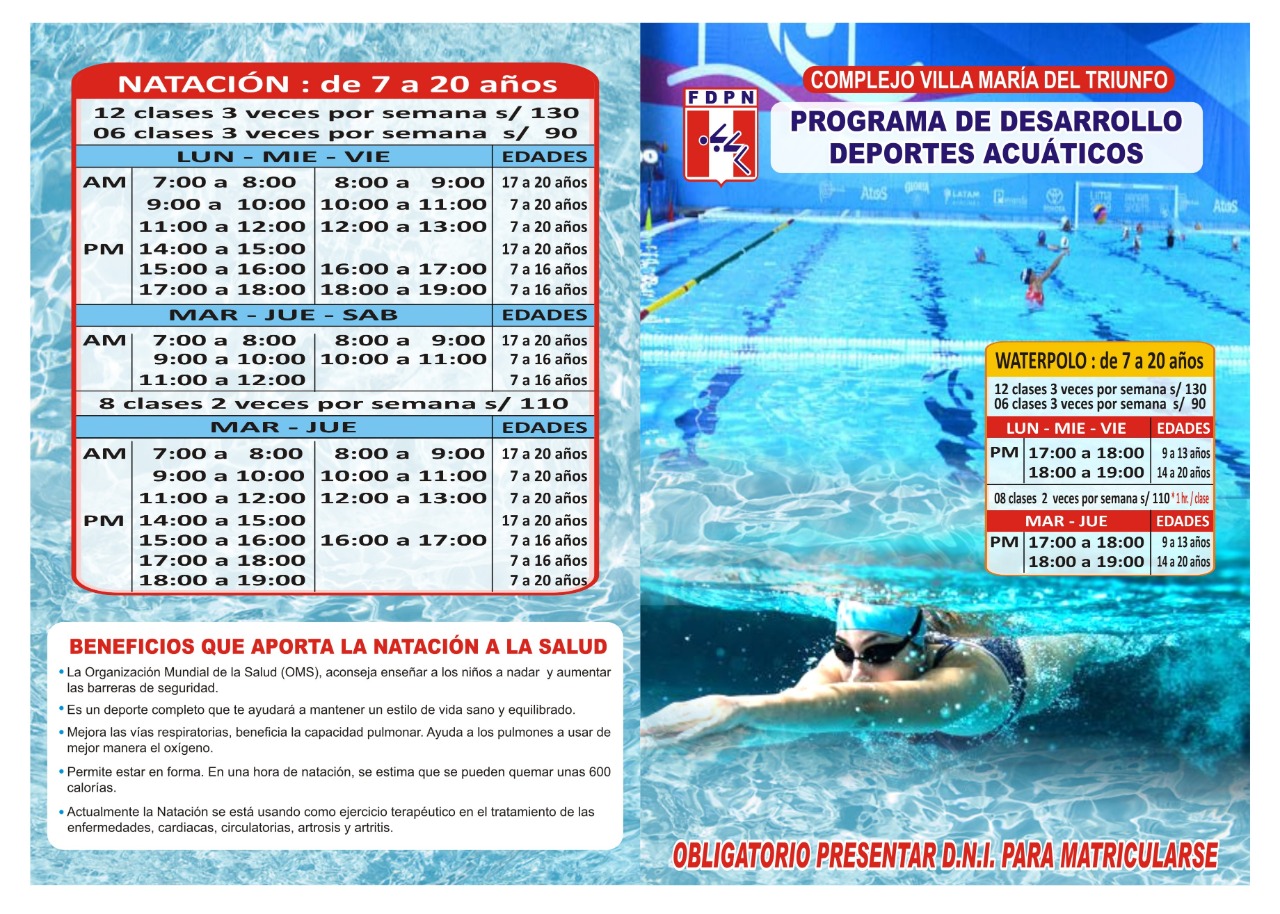 NATACIÓN : de 7 a 20 años
12 clases 3 veces por semana s/ 130
06 clases 3 veces por semana s/ 90
LUN - MIE - VIE EDADES
AM 7:00 a 8:00 8:00 a 9:00 17 a 20 años
9:00 a 10:00 10:00 a 11:00 7 a 20 años
11:00 a 12:00 12:00 a 13:00 7 a 20 años
PM 14:00 a 15:00 17 a 20 años
15:00 a 16:00 16:00 a 17:00 7 a 16 años
17:00 a 18:00 18:00 a 19:00 7 a 16 años
MAR - JUE - SAB EDADES
AM 7:00 a 8:00 8:00 a 9:00 17 a 20 años
9:00 a 10:00 10:00 a 11:00 7 a 16 años
11:00 a 12:00 7 a 16 años
8 clases 2 veces por semana s/ 110
MAR - JUE EDADES
AM 7:00 a 8:00 8:00 a 9:00 17 a 20 años
9:00 a 10:00 10:00 a 11:00 7 a 20 años
11:00 a 12:00 12:00 a 13:00 7 a 20 años
PM 14:00 a 15:00 17 a 20 años
15:00 a 16:00 16:00 a 17:00 7 a 16 años
17:00 a 18:00 7 a 16 años
18:00 a 19:00 7 a 20 años
BENEFICIOS QUE APORTA LA NATACIÓN A LA SALUD
• La Organización Mundial de la Salud (OMS), aconseja enseñar a los niños a nadar y aumentar
las barreras de seguridad.
• Es un deporte completo que te ayudará a mantener un estilo de vida sano y equilibrado.
• Mejora las vías respiratorias, beneficia la capacidad pulmonar. Ayuda a los pulmones a usar de
mejor manera el oxígeno.
• Permite estar en forma. En una hora de natación, se estima que se pueden quemar unas 600
calorías.
• Actualmente la Natación se está usando como ejercicio terapéutico en el tratamiento de las
enfermedades, cardiacas, circulatorias, artrosis y artritis.
COMPLEJO VILLA MARÍA DEL TRIUNFO
FDPN
PROGRAMA DE DESARROLLO
DEPORTES ACUÁTICOS
AtoS GLORIA LATAM TOYOTA LIMA AtoS
WATERPOLO : de 7 a 20 años
12 clases 3 veces por semana s/ 130
06 clases 3 veces por semana s/ 90
LUN - MIE - VIE EDADES
PM 17:00 a 18:00 9 a 13 años
18:00 a 19:00 14 a 20 años
08 clases 2 veces por semana s/ 110 * 1 hr. / clase
MAR - JUE EDADES
PM 17:00 a 18:00 9 a 13 años
18:00 a 19:00 14 a 20 años
OBLIGATORIO PRESENTAR D.N.I. PARA MATRICULARSE